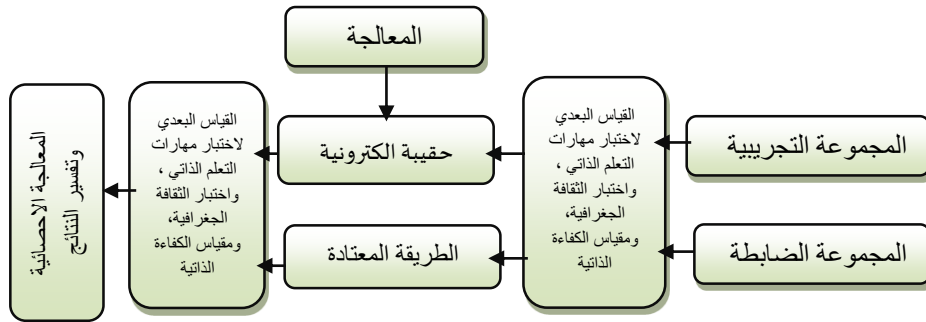 المعالجة
المجموعة التجريبية
المجموعة الضابطة
القياس البعدي
لاختبار مهارات
التعلم الذاتي ،
واختبار الثقافة
الجغرافية،
ومقياس الكفاءة
الذاتية
حقيبة الكترونية
الطريقة المعتادة
القياس البعدي
لاختبار مهارات
التعلم الذاتي ،
واختبار الثقافة
الجغرافية،
ومقياس الكفاءة
الذاتية
المعالجة الاحصائية
وتفسير النتائج